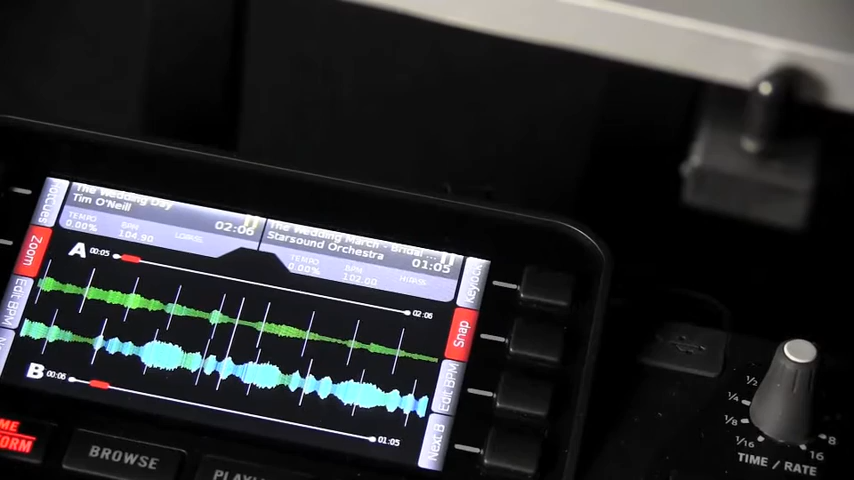 The Wedding Day
Tim O'Neill
TEMPO
0.00%
BPM
104.90
LOPASS
02:06
The Wedding March - Bridal ...
Starsound Orchestra
TEMPO
0.00%
BPM
102.00
HIPASS
01:05
Zoom
Edit BPM
A
00:05
02:06
B
00:06
01:05
Snap
Edit BPM
Next B
BROWSE
TIME / RATE
1/2
1/4
1/8
1/16
8
16